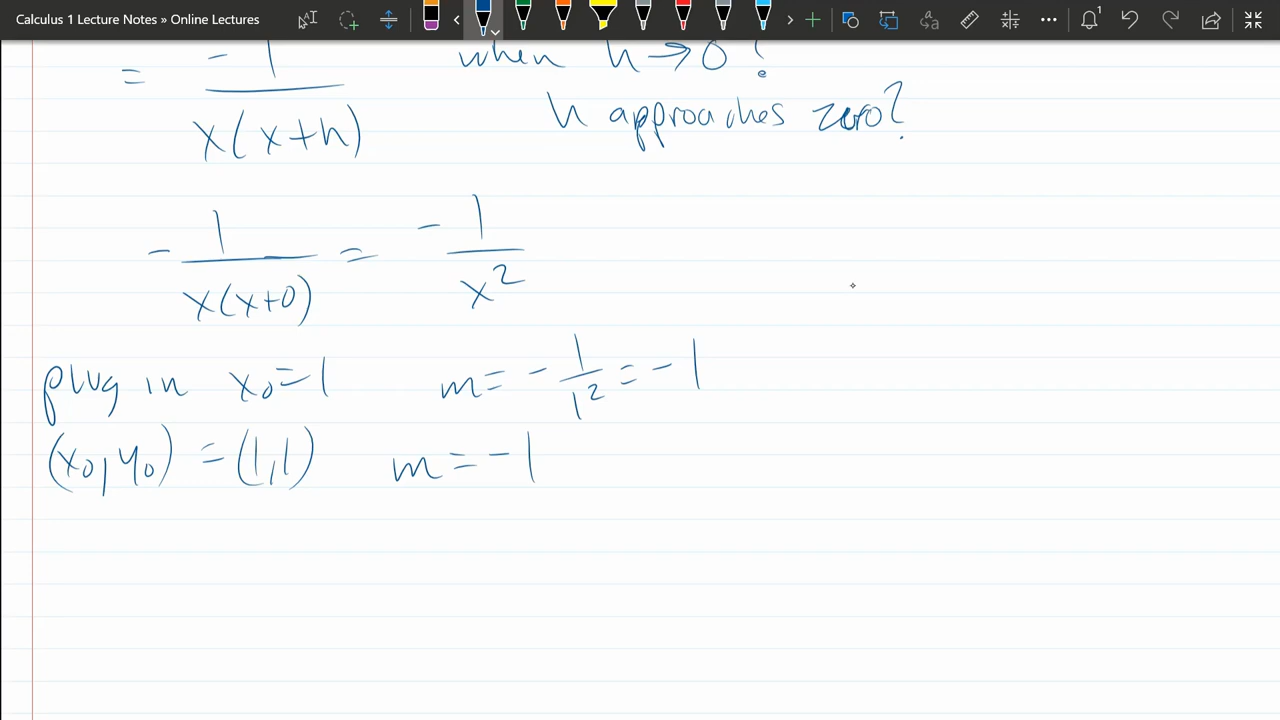 Calculus 1 Lecture Notes » Online Lectures
when h → 0 ?
= - 1 / x(x+h)
h approaches zero?
- 1 / x(x+0) = - 1 / x²
plug in x₀ = 1 m = - 1 / 1² = - 1
(x₀, y₀) = (1,1) m = - 1